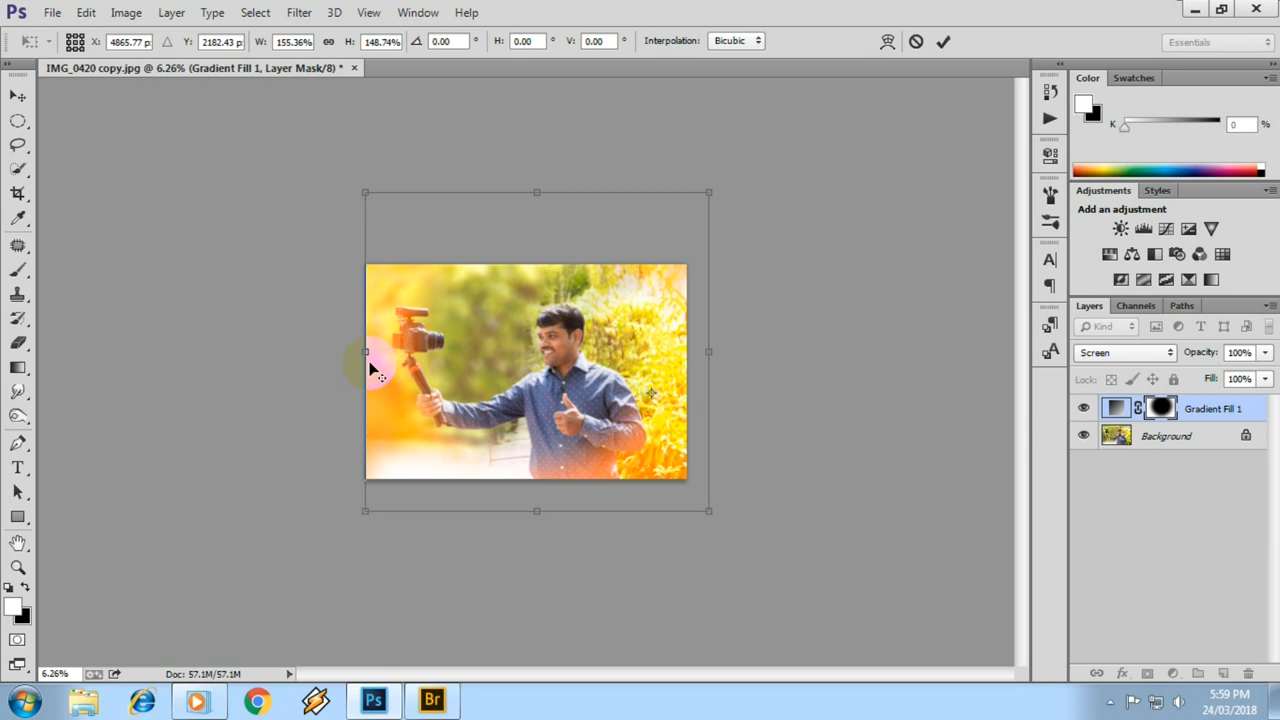 Ps File Edit Image Layer Type Select Filter 3D View Window Help
X: 4865.77 p: Y: 2182.43 p: W: 155.36% H: 148.74% 0.00 ° H: 0.00 ° V: 0.00 ° Interpolation: Bicubic Essentials
IMG_0420 copy.jpg @ 6.26% (Gradient Fill 1, Layer Mask/8) * ×
Color Swatches
K 0 %
Adjustments Styles
Add an adjustment
Layers Channels Paths
Kind
Screen Opacity: 100%
Lock: Fill: 100%
Gradient Fill 1
Background
6.26% Doc: 57.1M/57.1M
Ps Br
5:59 PM
24/03/2018